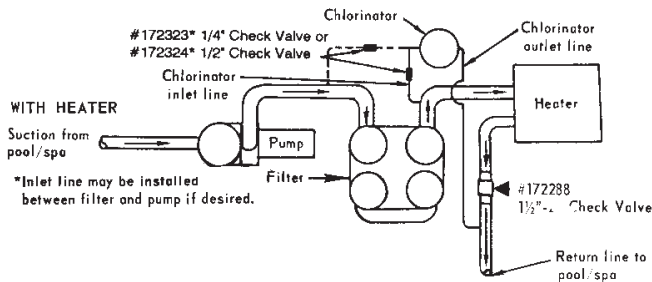 Chlorinator
#172323* 1/4" Check Valve or
#172324* 1/2" Check Valve
Chlorinator
outlet line
Chlorinator
inlet line
WITH HEATER
Heater
Suction from
pool/spa
Pump
*Inlet line may be installed
between filter and pump if desired.
Filter
#172288
1½"- Check Valve
Return line to
pool/spa